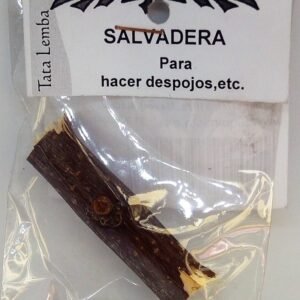 SALVADERA
Para
hacer despojos,etc.
Tata Lemba